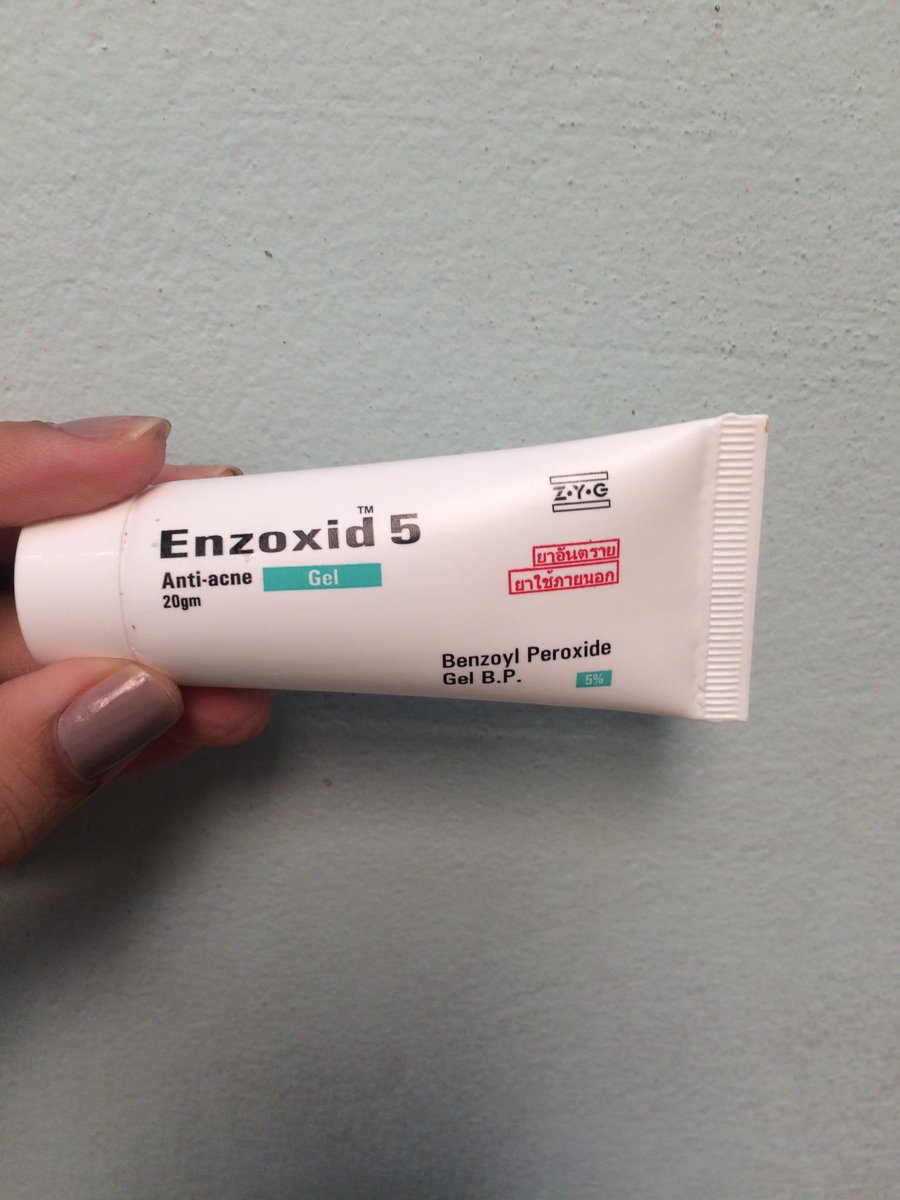 Enzoxid™ 5
Anti-acne Gel
20gm
Z•Y•G
ยาอันตราย
ยาใช้ภายนอก
Benzoyl Peroxide
Gel B.P. 5%